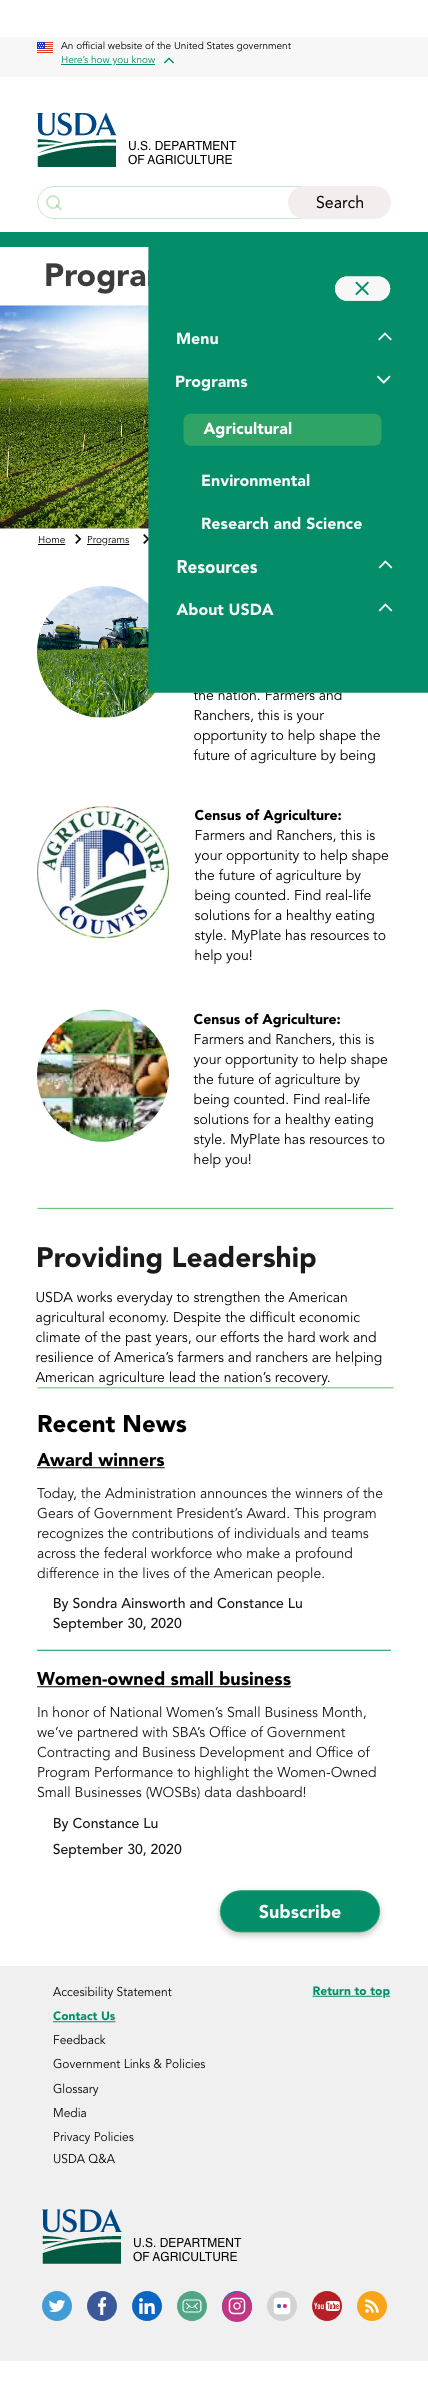 An official website of the United States government
Here's how you know
USDA
U.S. DEPARTMENT
OF AGRICULTURE
Search
Menu
Programs
Agricultural
Environmental
Research and Science
Resources
About USDA
Home Programs
the nation. Farmers and
Ranchers, this is your
opportunity to help shape the
future of agriculture by being
AGRICULTURE
COUNTS
Census of Agriculture:
Farmers and Ranchers, this is
your opportunity to help shape
the future of agriculture by
being counted. Find real-life
solutions for a healthy eating
style. MyPlate has resources to
help you!
Census of Agriculture:
Farmers and Ranchers, this is
your opportunity to help shape
the future of agriculture by
being counted. Find real-life
solutions for a healthy eating
style. MyPlate has resources to
help you!
Providing Leadership
USDA works everyday to strengthen the American
agricultural economy. Despite the difficult economic
climate of the past years, our efforts the hard work and
resilience of America's farmers and ranchers are helping
American agriculture lead the nation's recovery.
Recent News
Award winners
Today, the Administration announces the winners of the
Gears of Government President's Award. This program
recognizes the contributions of individuals and teams
across the federal workforce who make a profound
difference in the lives of the American people.
By Sondra Ainsworth and Constance Lu
September 30, 2020
Women-owned small business
In honor of National Women's Small Business Month,
we've partnered with SBA's Office of Government
Contracting and Business Development and Office of
Program Performance to highlight the Women-Owned
Small Businesses (WOSBs) data dashboard!
By Constance Lu
September 30, 2020
Subscribe
Accesibility Statement
Return to top
Contact Us
Feedback
Government Links & Policies
Glossary
Media
Privacy Policies
USDA Q&A
USDA
U.S. DEPARTMENT
OF AGRICULTURE
You Tube